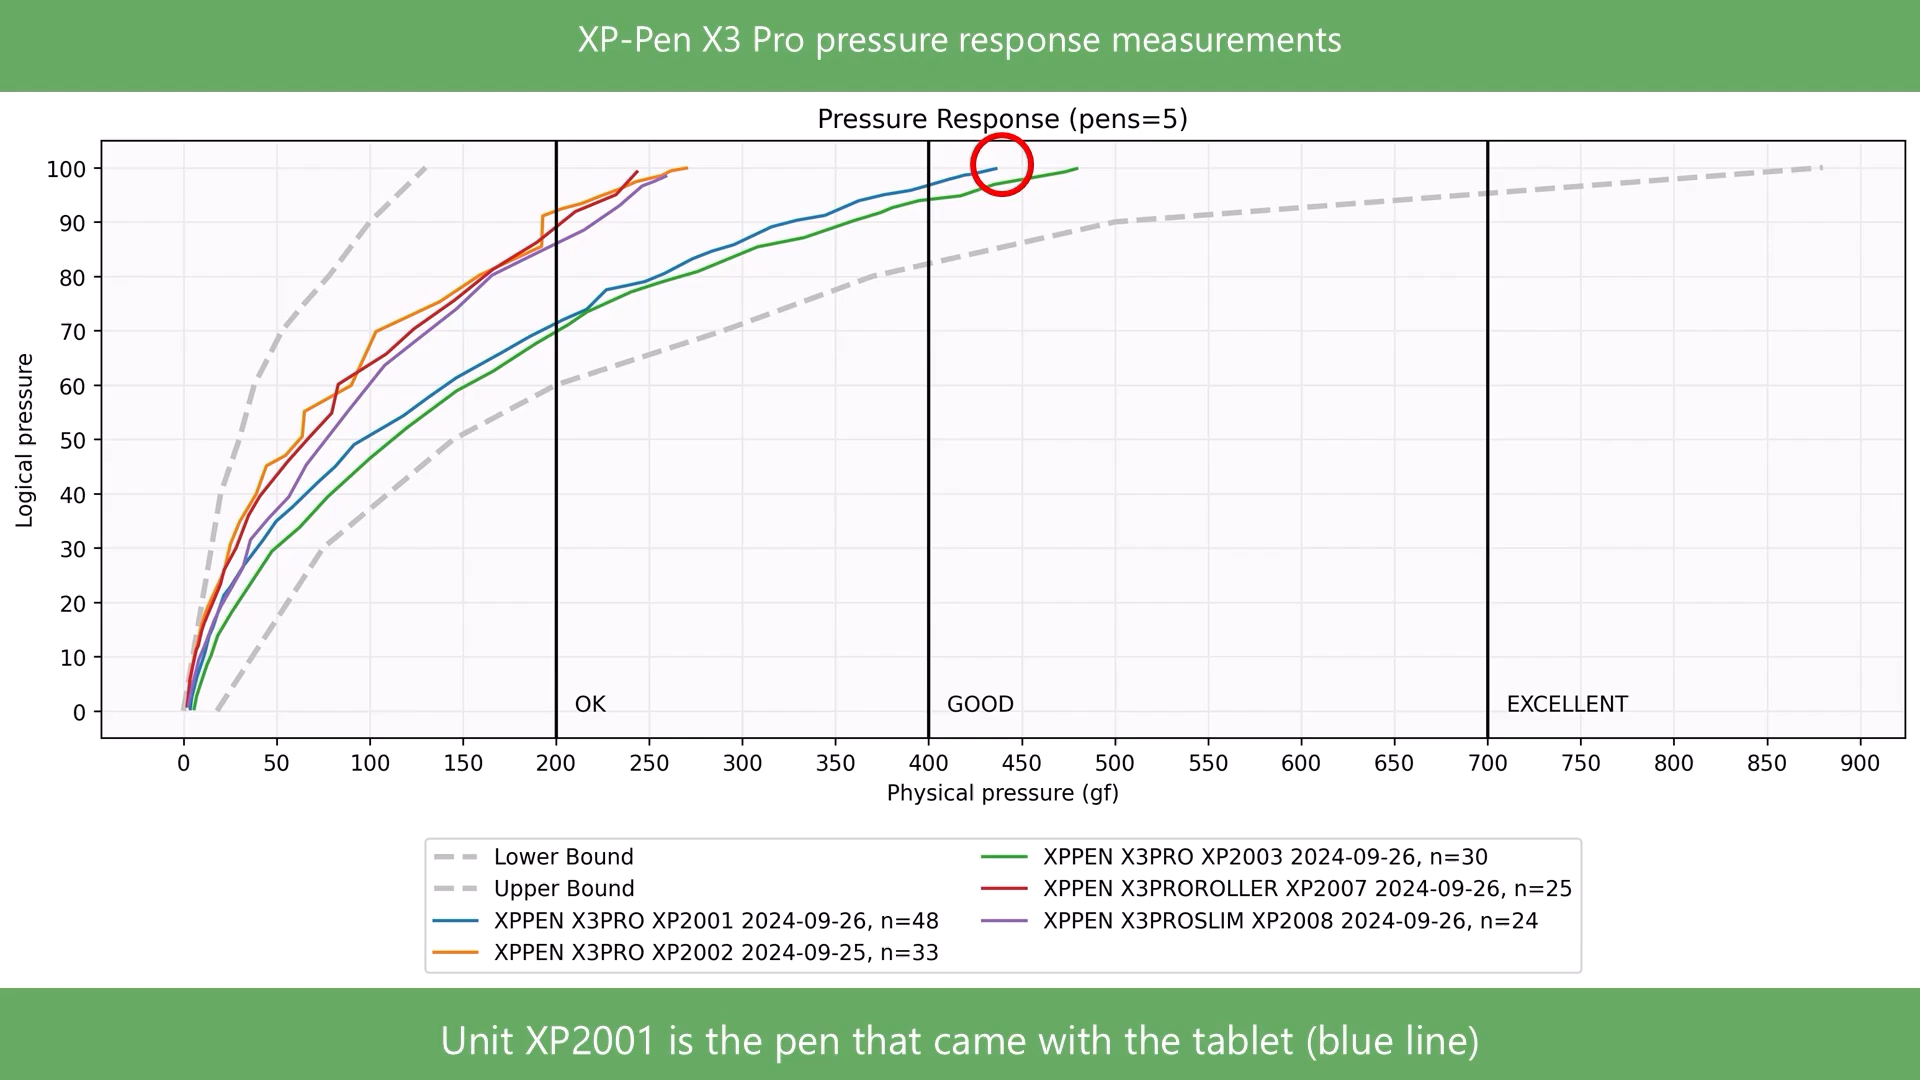 XP-Pen X3 Pro pressure response measurements
Pressure Response (pens=5)
Logical pressure
100
90
80
70
60
50
40
30
20
10
0
OK
GOOD
EXCELLENT
0 50 100 150 200 250 300 350 400 450 500 550 600 650 700 750 800 850 900
Physical pressure (gf)
Lower Bound
Upper Bound
XPPEN X3PRO XP2001 2024-09-26, n=48
XPPEN X3PRO XP2002 2024-09-25, n=33
XPPEN X3PRO XP2003 2024-09-26, n=30
XPPEN X3PROROLLER XP2007 2024-09-26, n=25
XPPEN X3PROSLIM XP2008 2024-09-26, n=24
Unit XP2001 is the pen that came with the tablet (blue line)